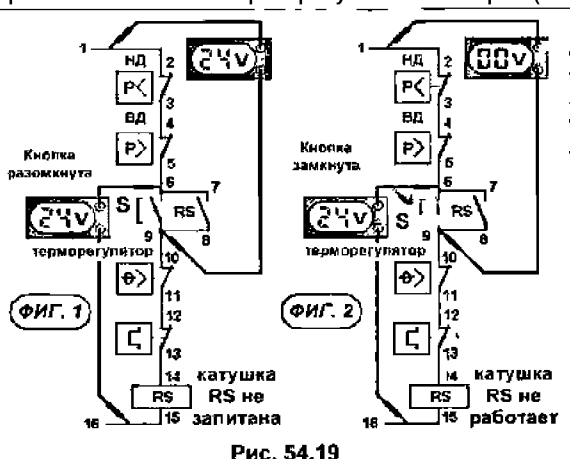 1
2
НД
P<
3
4
ВД
P>
5
Кнопка
разомкнута
24v
6
7
S
RS
24v
9
8
терморегулятор
10
θ>
11
ФИГ. 1
12
13
14
RS
15
16
катушка
RS не
запитана
1
2
НД
P<
3
4
ВД
P>
5
Кнопка
замкнута
00v
6
7
S
RS
24v
9
8
терморегулятор
10
θ>
11
ФИГ. 2
12
13
14
RS
15
16
катушка
RS не
работает
Рис. 54.19